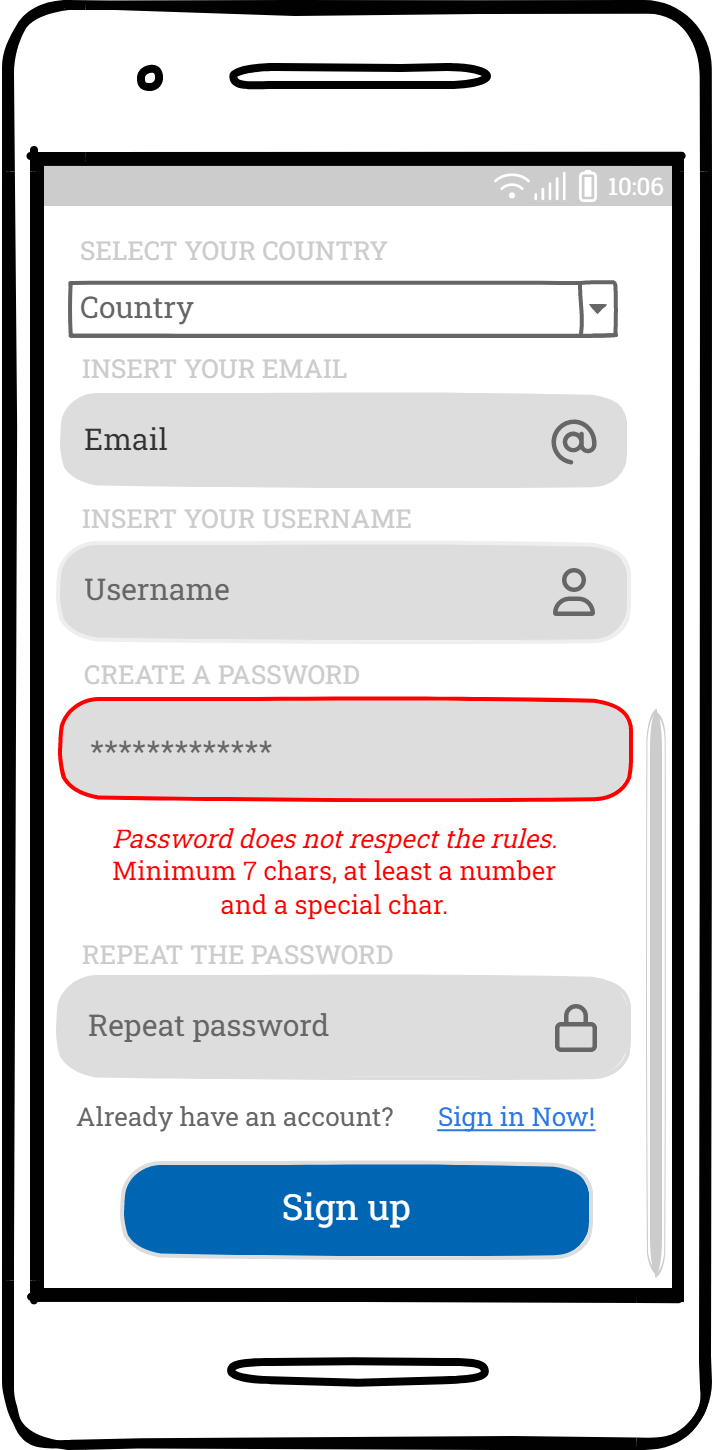 10:06
SELECT YOUR COUNTRY
Country
INSERT YOUR EMAIL
Email
INSERT YOUR USERNAME
Username
CREATE A PASSWORD
*************
Password does not respect the rules.
Minimum 7 chars, at least a number
and a special char.
REPEAT THE PASSWORD
Repeat password
Already have an account? Sign in Now!
Sign up